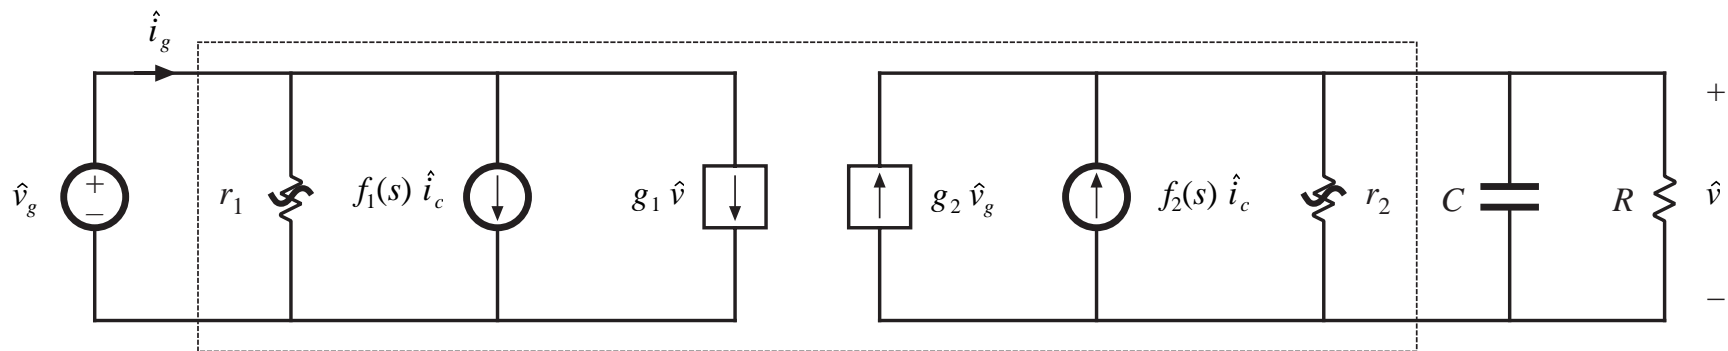 î_g
+
v̂_g + − r_1 f_1(s) î_c g_1 v̂ g_2 v̂_g f_2(s) î_c r_2 C R v̂
−